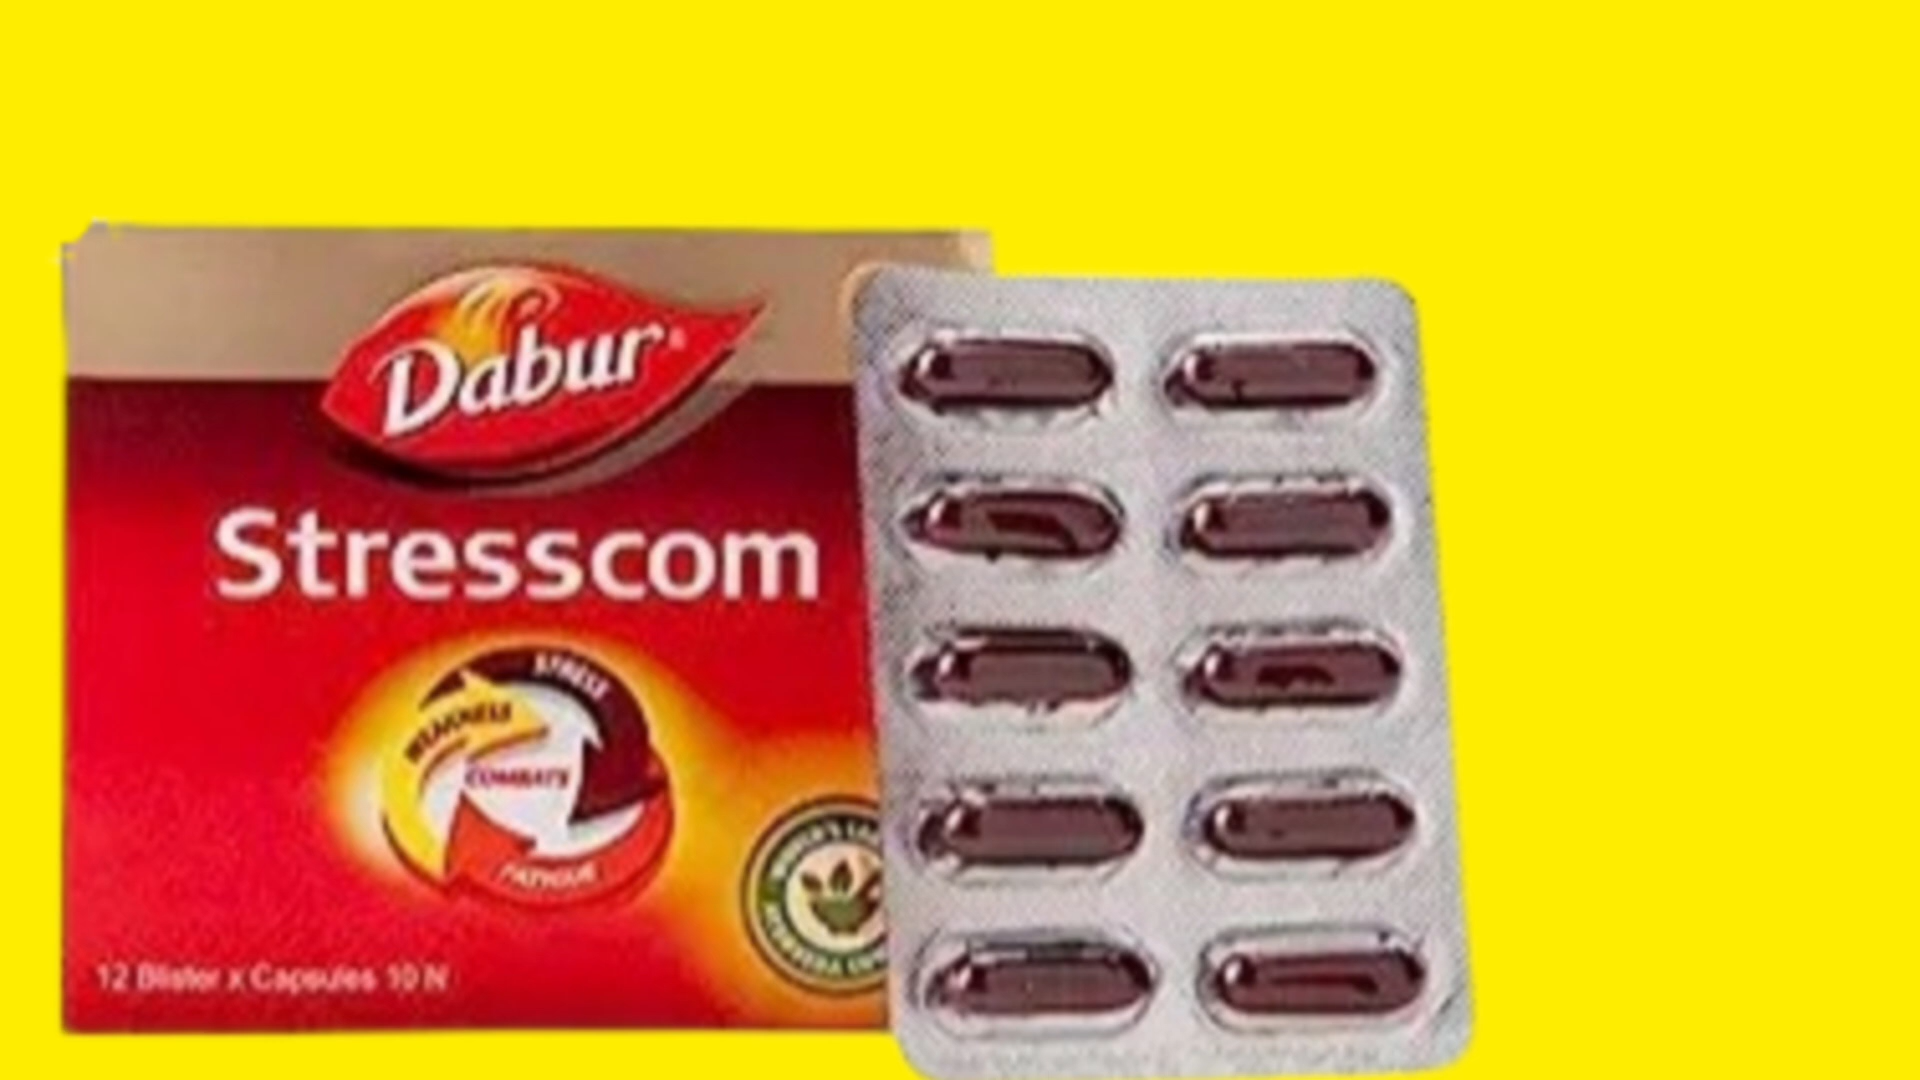 Dabur®
Stresscom
STRESS
WEAKNESS
COMBATS
FATIGUE
12 Blister x Capsules 10 N